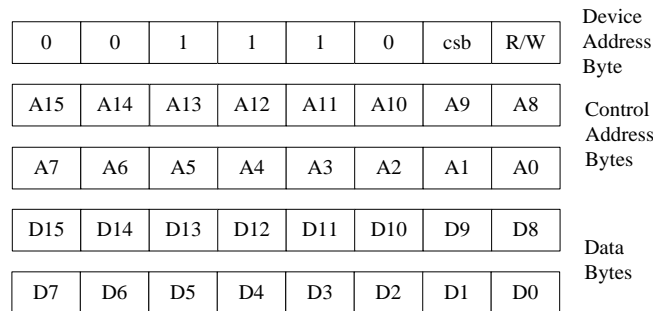 0 0 1 1 1 0 csb R/W
Device
Address
Byte
A15 A14 A13 A12 A11 A10 A9 A8
A7 A6 A5 A4 A3 A2 A1 A0
Control
Address
Bytes
D15 D14 D13 D12 D11 D10 D9 D8
D7 D6 D5 D4 D3 D2 D1 D0
Data
Bytes